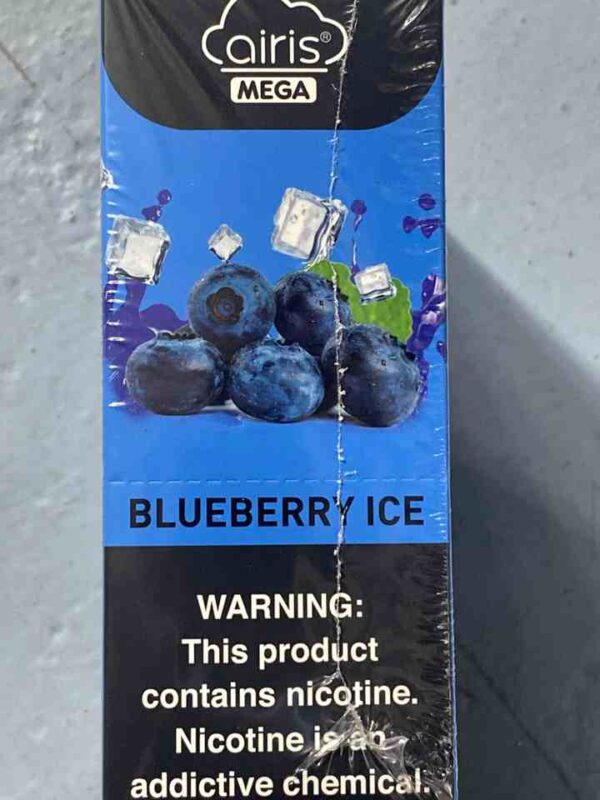 airis®
MEGA
BLUEBERRY ICE
WARNING:
This product
contains nicotine.
Nicotine is an
addictive chemical.